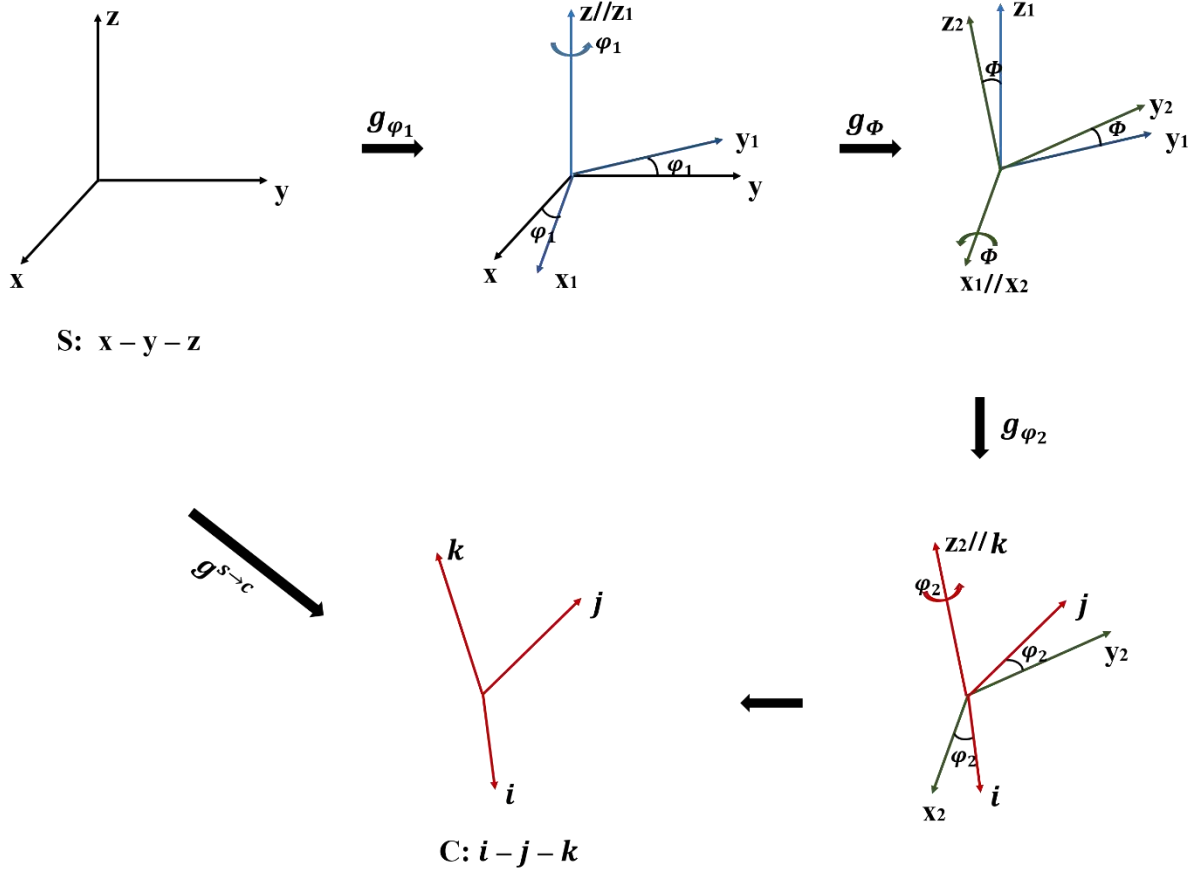 z
y
x
S: x – y – z
g_φ₁
z//z₁
φ₁
y₁
φ₁
y
φ₁
x
x₁
g_Φ
z₂
z₁
Φ
y₂
Φ
y₁
Φ
x₁//x₂
g_φ₂
g^s→c
k
j
i
C: i – j – k
z₂//k
φ₂
j
φ₂
y₂
φ₂
i
x₂